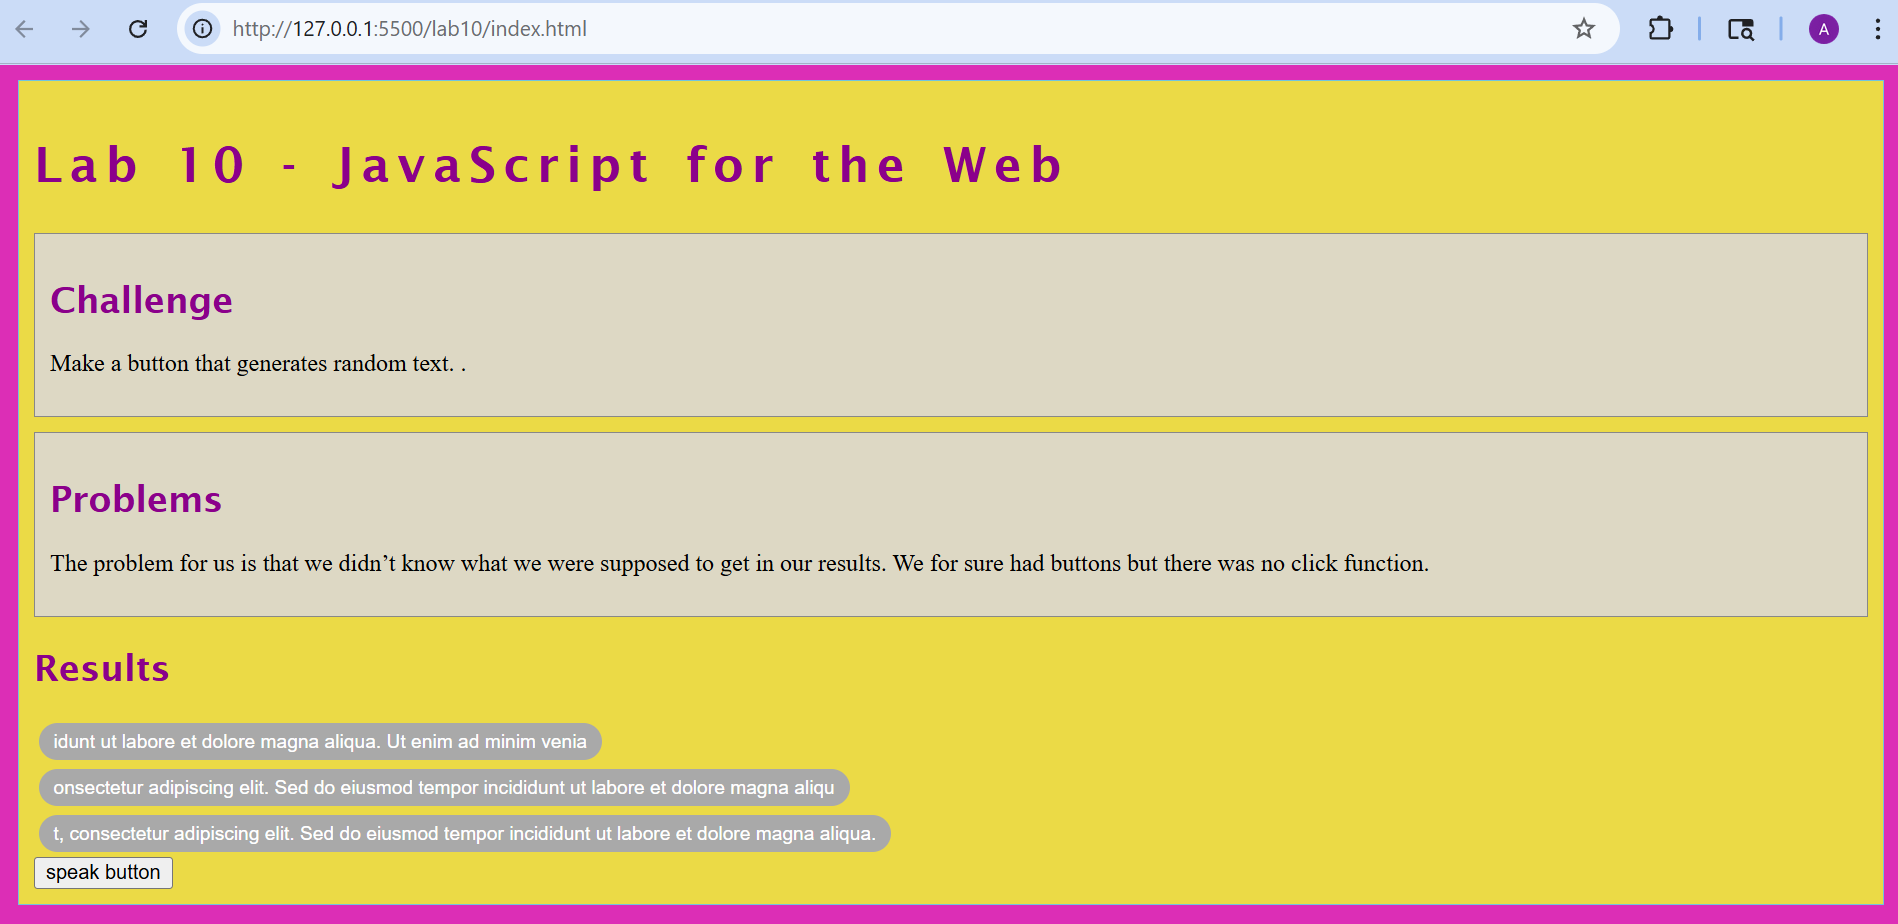 http://127.0.0.1:5500/lab10/index.html
A
Lab 10 - JavaScript for the Web
Challenge
Make a button that generates random text. .
Problems
The problem for us is that we didn’t know what we were supposed to get in our results. We for sure had buttons but there was no click function.
Results
idunt ut labore et dolore magna aliqua. Ut enim ad minim venia
onsectetur adipiscing elit. Sed do eiusmod tempor incididunt ut labore et dolore magna aliqu
t, consectetur adipiscing elit. Sed do eiusmod tempor incididunt ut labore et dolore magna aliqua.
speak button